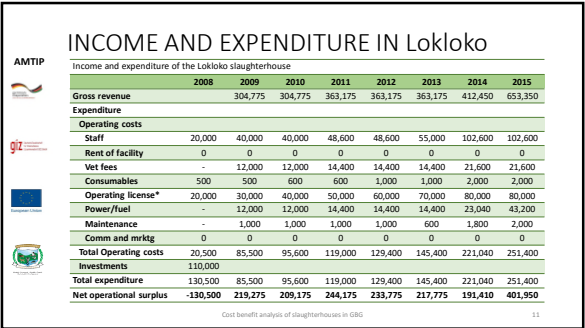 INCOME AND EXPENDITURE IN Lokloko
AMTIP
Income and expenditure of the Lokloko slaughterhouse
2008 2009 2010 2011 2012 2013 2014 2015
Gross revenue 304,775 304,775 363,175 363,175 363,175 412,450 653,350
Expenditure
Operating costs
Staff 20,000 40,000 40,000 48,600 48,600 55,000 102,600 102,600
Rent of facility 0 0 0 0 0 0 0 0
Vet fees - 12,000 12,000 14,400 14,400 14,400 21,600 21,600
Consumables 500 500 600 600 1,000 1,000 2,000 2,000
Operating license* 20,000 30,000 40,000 50,000 60,000 70,000 80,000 80,000
Power/fuel - 12,000 12,000 14,400 14,400 14,400 23,040 43,200
Maintenance - 1,000 1,000 1,000 1,000 600 1,800 2,000
Comm and mrktg 0 0 0 0 0 0 0 0
Total Operating costs 20,500 85,500 95,600 119,000 129,400 145,400 221,040 251,400
Investments 110,000
Total expenditure 130,500 85,500 95,600 119,000 129,400 145,400 221,040 251,400
Net operational surplus -130,500 219,275 209,175 244,175 233,775 217,775 191,410 401,950
giz
European Union
Cost benefit analysis of slaughterhouses in GBG 11